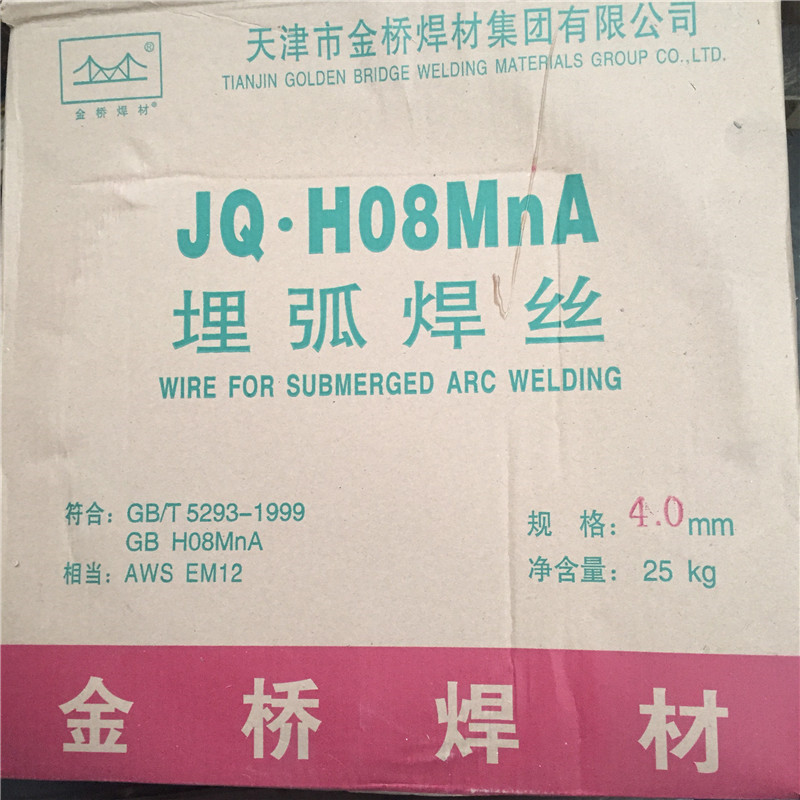 天津市金桥焊材集团有限公司
TIANJIN GOLDEN BRIDGE WELDING MATERIALS GROUP CO.,LTD.
®
金桥焊材®
JQ·H08MnA
埋弧焊丝
WIRE FOR SUBMERGED ARC WELDING
符合：GB/T 5293-1999
GB H08MnA
相当：AWS EM12
规 格：4.0mm
净含量：25 kg
金桥焊材